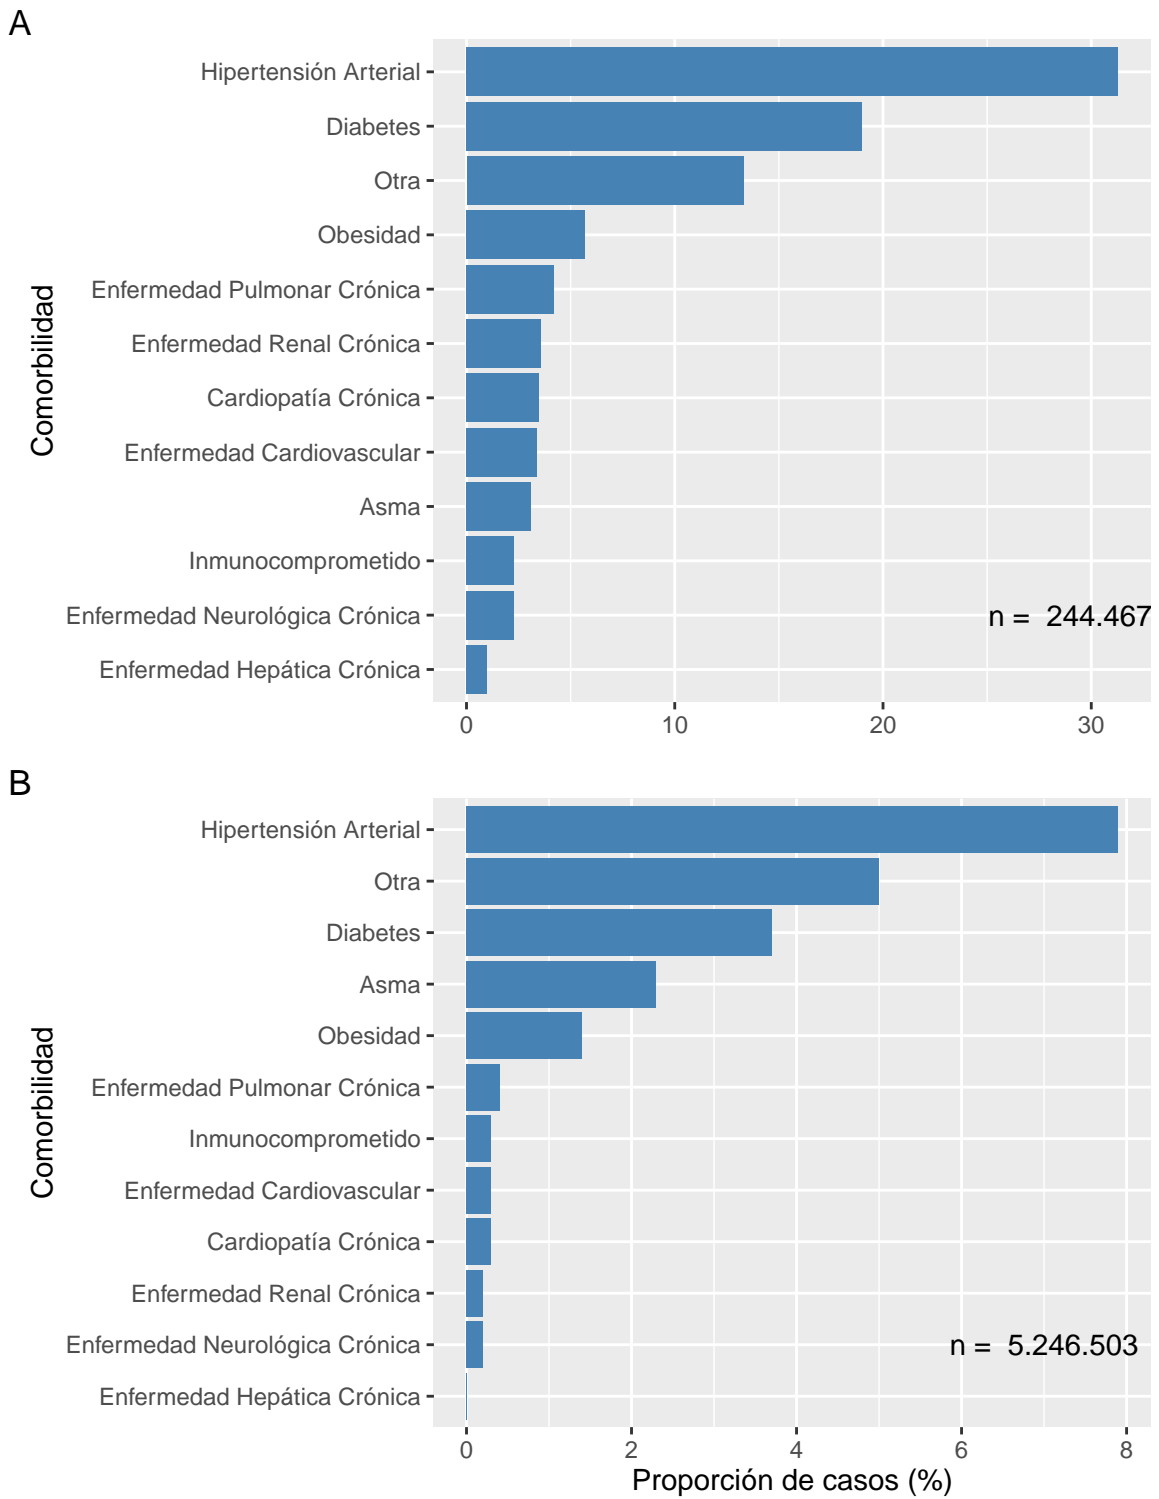 A
Hipertensión Arterial
Diabetes
Otra
Obesidad
Enfermedad Pulmonar Crónica
Enfermedad Renal Crónica
Cardiopatía Crónica
Enfermedad Cardiovascular
Asma
Inmunocomprometido
Enfermedad Neurológica Crónica
Enfermedad Hepática Crónica
Comorbilidad
n = 244.467
0 10 20 30
B
Hipertensión Arterial
Otra
Diabetes
Asma
Obesidad
Enfermedad Pulmonar Crónica
Inmunocomprometido
Enfermedad Cardiovascular
Cardiopatía Crónica
Enfermedad Renal Crónica
Enfermedad Neurológica Crónica
Enfermedad Hepática Crónica
Comorbilidad
n = 5.246.503
0 2 4 6 8
Proporción de casos (%)